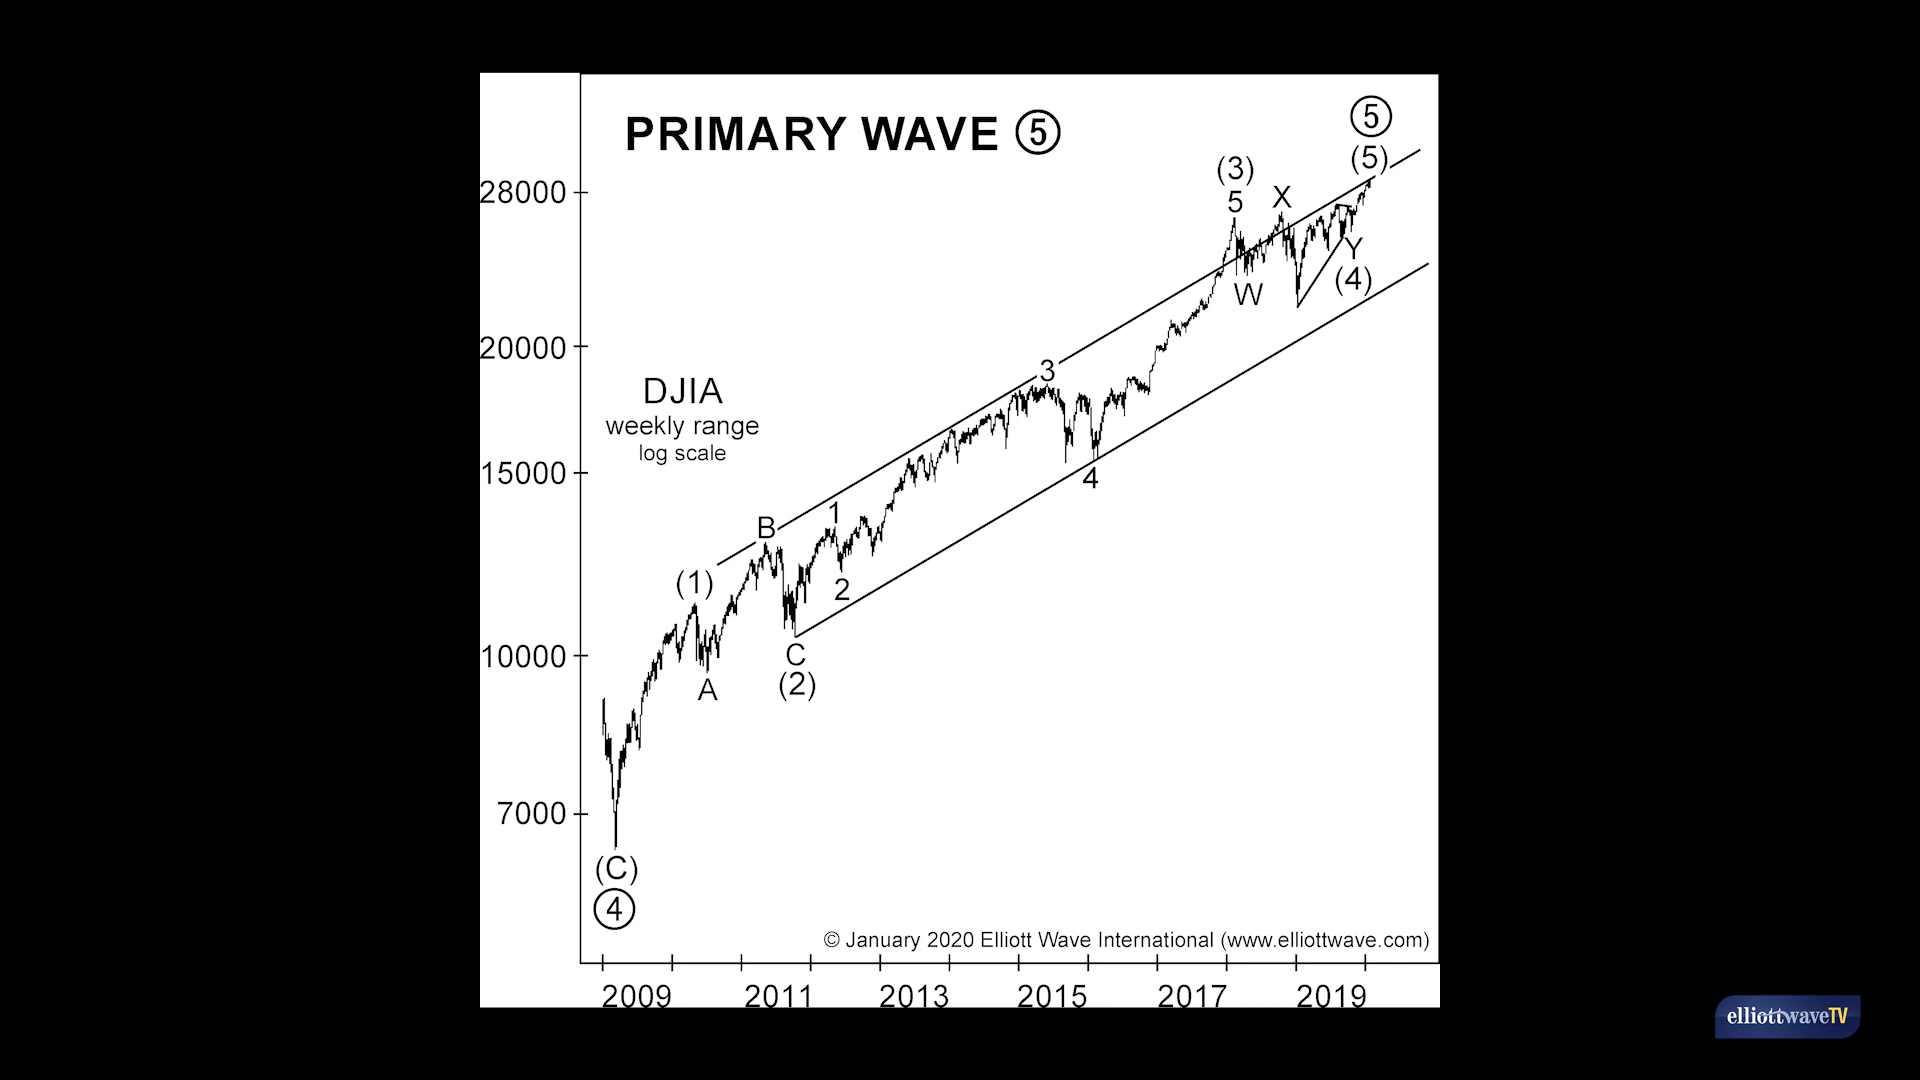 PRIMARY WAVE ⑤
⑤
(5)
(3)
5
X
28000
Y
(4)
W
20000
3
DJIA
weekly range
log scale
15000
4
B
1
(1)
2
10000
C
(2)
A
7000
(C)
④
© January 2020 Elliott Wave International (www.elliottwave.com)
2009 2011 2013 2015 2017 2019
elliottwaveTV